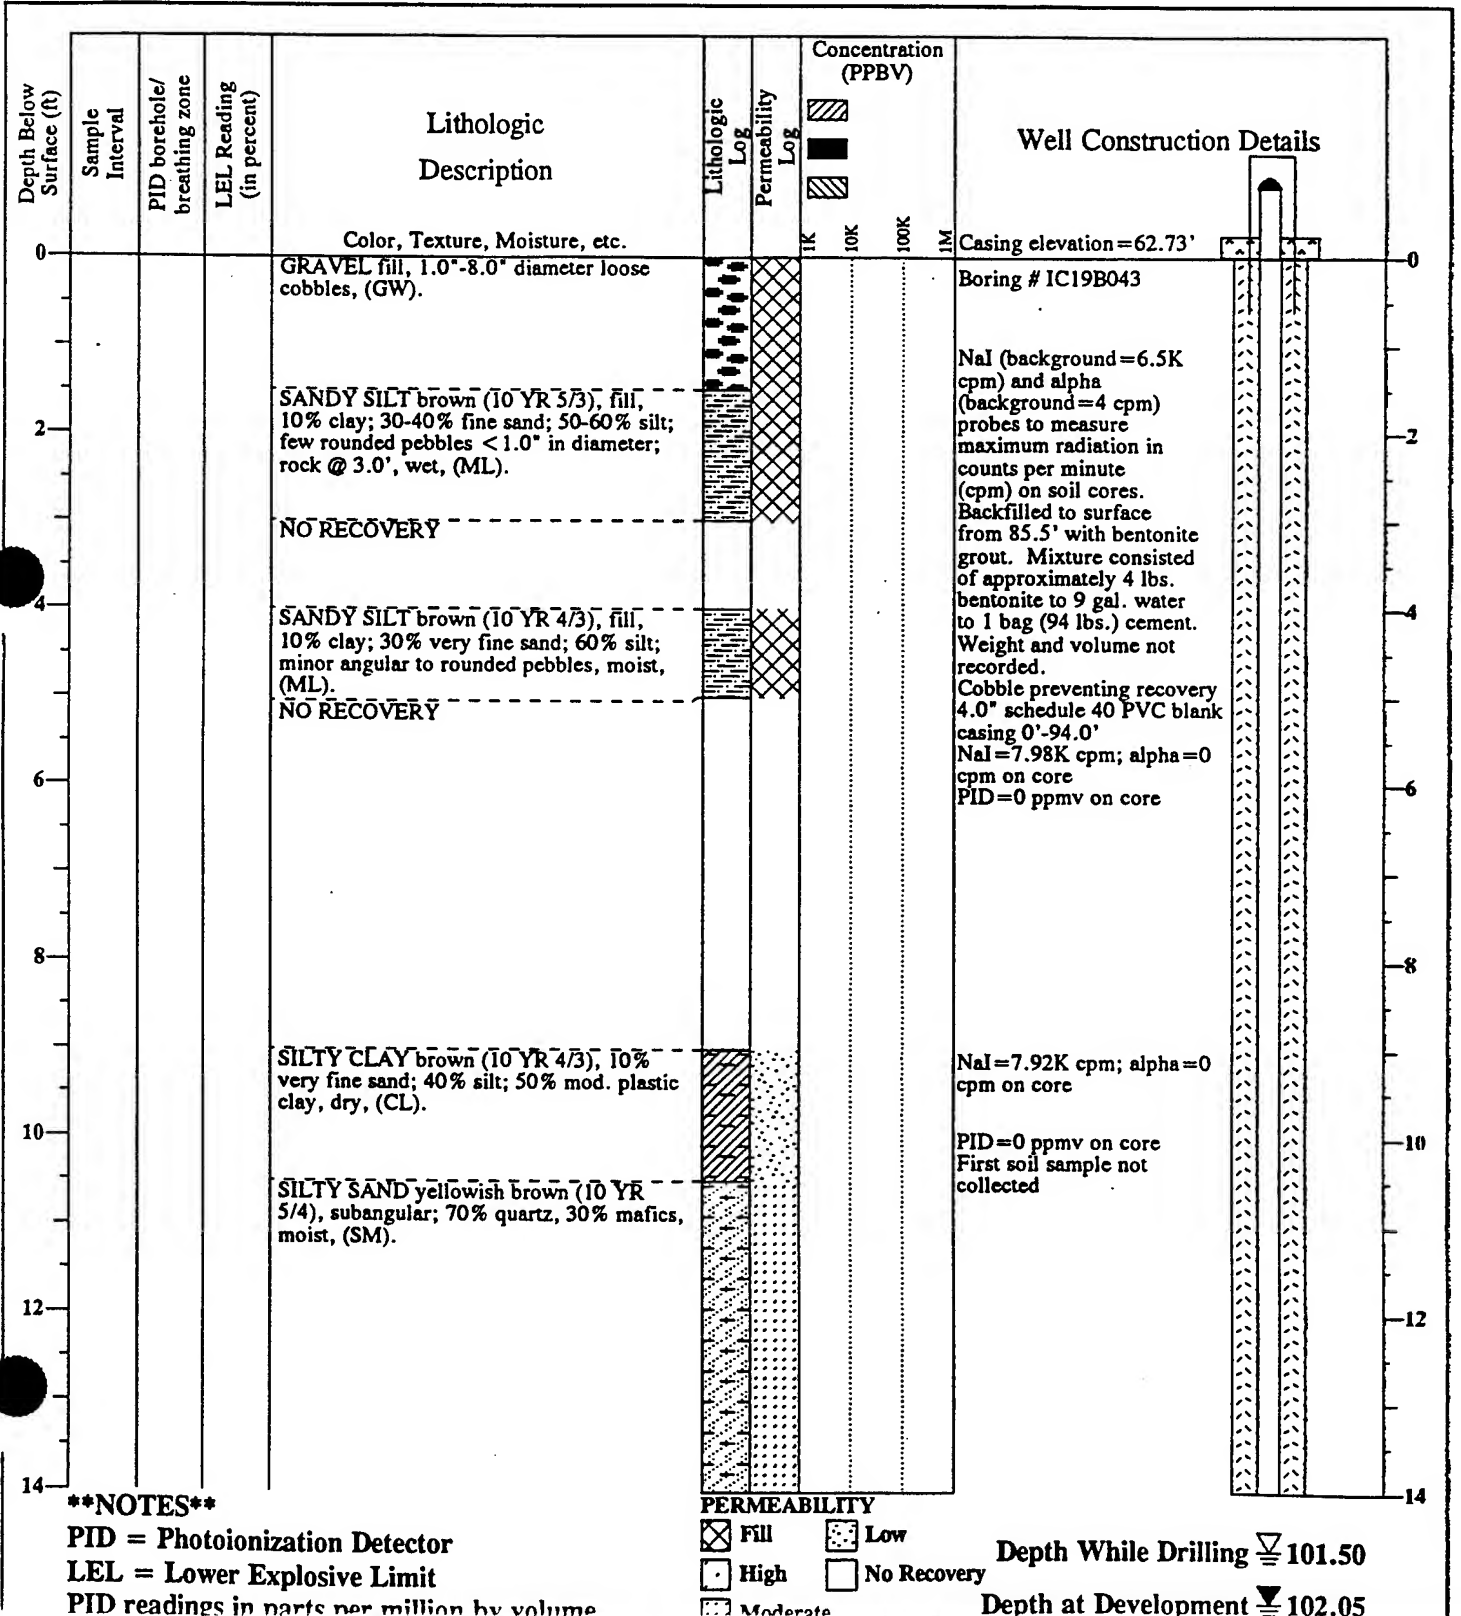 Depth Below
Surface (ft)
Sample
Interval
PID borehole/
breathing zone
LEL Reading
(in percent)
Lithologic
Description
Color, Texture, Moisture, etc.
Lithologic
Log
Permeability
Log
Concentration
(PPBV)
1K
10K
100K
1M
Well Construction Details
0
2
4
6
8
10
12
14
GRAVEL fill, 1.0"-8.0" diameter loose
cobbles, (GW).
SANDY SILT brown (10 YR 5/3), fill,
10% clay; 30-40% fine sand; 50-60% silt;
few rounded pebbles <1.0" in diameter;
rock @ 3.0', wet, (ML).
NO RECOVERY
SANDY SILT brown (10 YR 4/3), fill,
10% clay; 30% very fine sand; 60% silt;
minor angular to rounded pebbles, moist,
(ML).
NO RECOVERY
SILTY CLAY brown (10 YR 4/3), 10%
very fine sand; 40% silt; 50% mod. plastic
clay, dry, (CL).
SILTY SAND yellowish brown (10 YR
5/4), subangular; 70% quartz, 30% mafics,
moist, (SM).
Casing elevation=62.73'
Boring # IC19B043
NaI (background=6.5K
cpm) and alpha
(background=4 cpm)
probes to measure
maximum radiation in
counts per minute
(cpm) on soil cores.
Backfilled to surface
from 85.5' with bentonite
grout. Mixture consisted
of approximately 4 lbs.
bentonite to 9 gal. water
to 1 bag (94 lbs.) cement.
Weight and volume not
recorded.
Cobble preventing recovery
4.0" schedule 40 PVC blank
casing 0'-94.0'
NaI=7.98K cpm; alpha=0
cpm on core
PID=0 ppmv on core
NaI=7.92K cpm; alpha=0
cpm on core
PID=0 ppmv on core
First soil sample not
collected
0
2
4
6
8
10
12
14
**NOTES**
PID = Photoionization Detector
LEL = Lower Explosive Limit
PID readings in parts per million by volume
PERMEABILITY
Fill
Low
High
No Recovery
Moderate
Depth While Drilling 101.50
Depth at Development 102.05